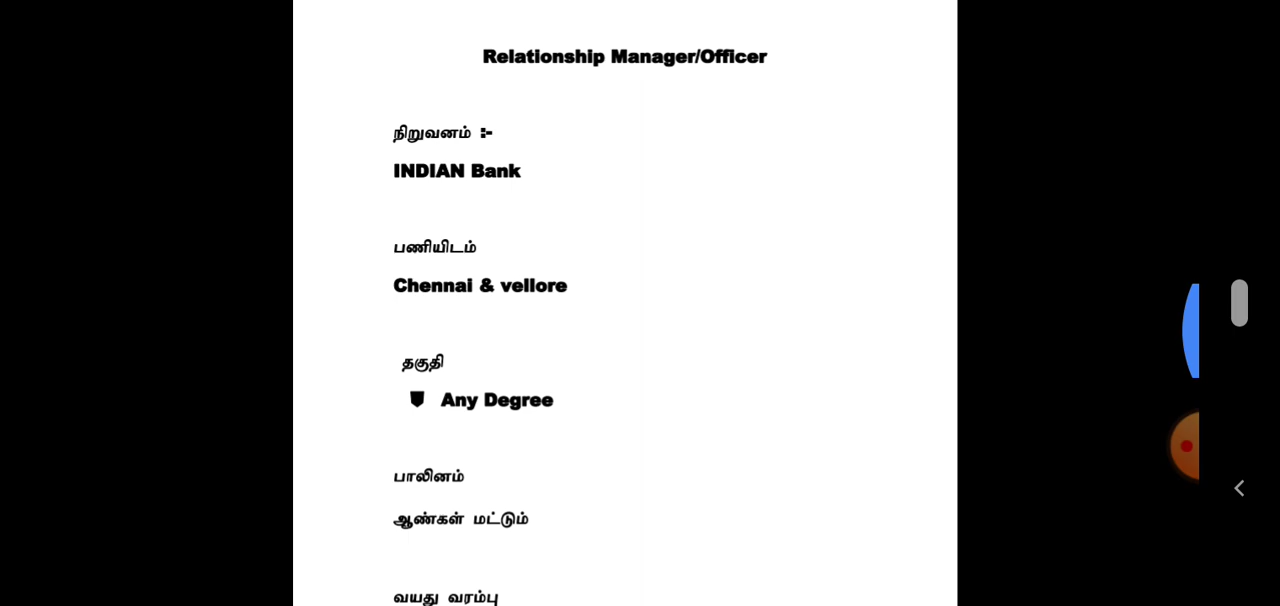 Relationship Manager/Officer
நிறுவனம் :-
INDIAN Bank
பணியிடம்
Chennai & vellore
தகுதி
Any Degree
பாலினம்
ஆண்கள் மட்டும்
வயது வரம்பு